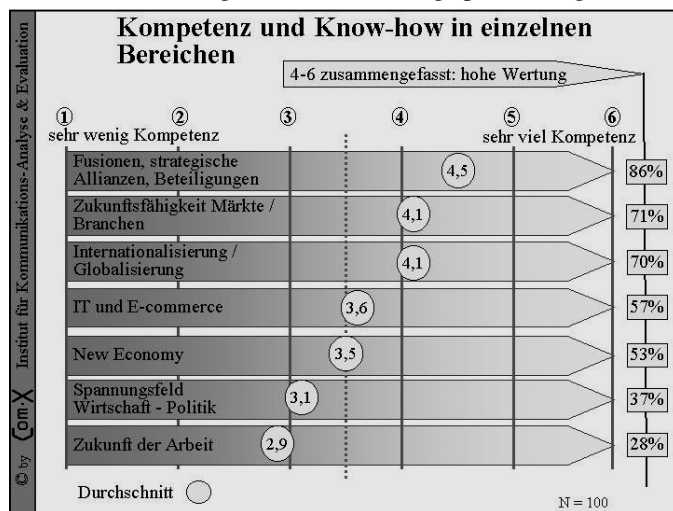 Kompetenz und Know-how in einzelnen
Bereichen
4-6 zusammengefasst: hohe Wertung
1 2 3 4 5 6
sehr wenig Kompetenz sehr viel Kompetenz
Fusionen, strategische
Allianzen, Beteiligungen
4,5
86%
Zukunftsfähigkeit Märkte /
Branchen
4,1
71%
Internationalisierung /
Globalisierung
4,1
70%
IT und E-commerce
3,6
57%
New Economy
3,5
53%
Spannungsfeld
Wirtschaft - Politik
3,1
37%
Zukunft der Arbeit
2,9
28%
Durchschnitt
N = 100
© by Com·X Institut für Kommunikations-Analyse & Evaluation